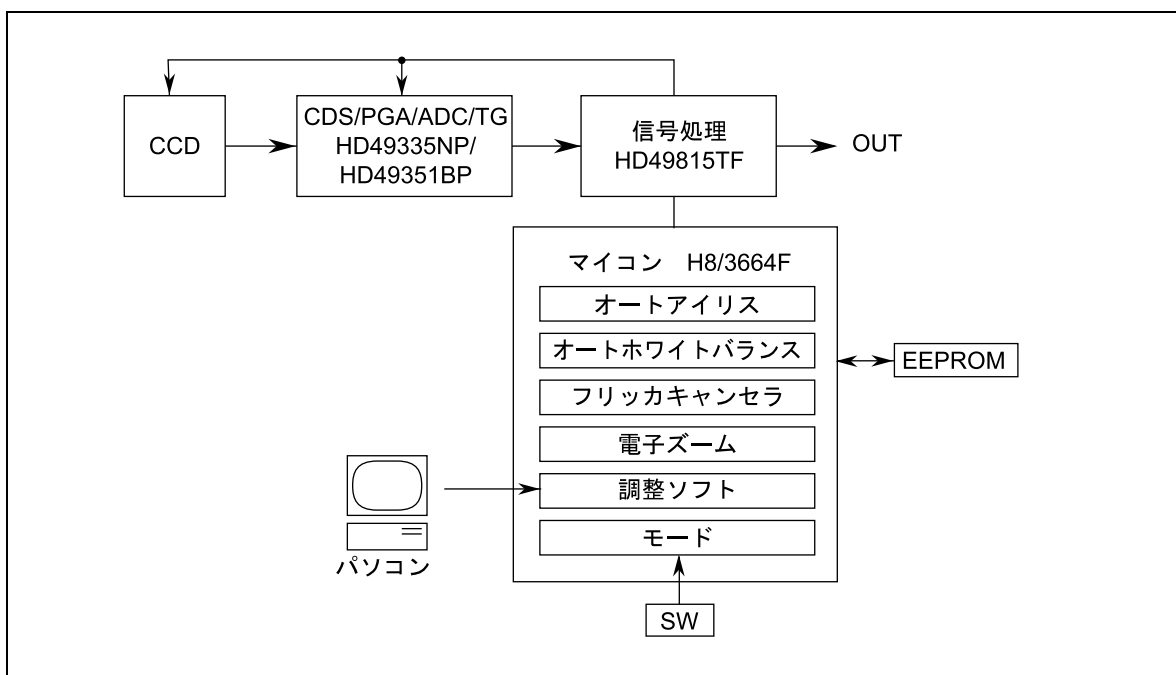 CCD
CDS/PGA/ADC/TG
HD49335NP/
HD49351BP
信号処理
HD49815TF
OUT
マイコン H8/3664F
オートアイリス
オートホワイトバランス
フリッカキャンセラ
電子ズーム
調整ソフト
モード
EEPROM
パソコン
SW